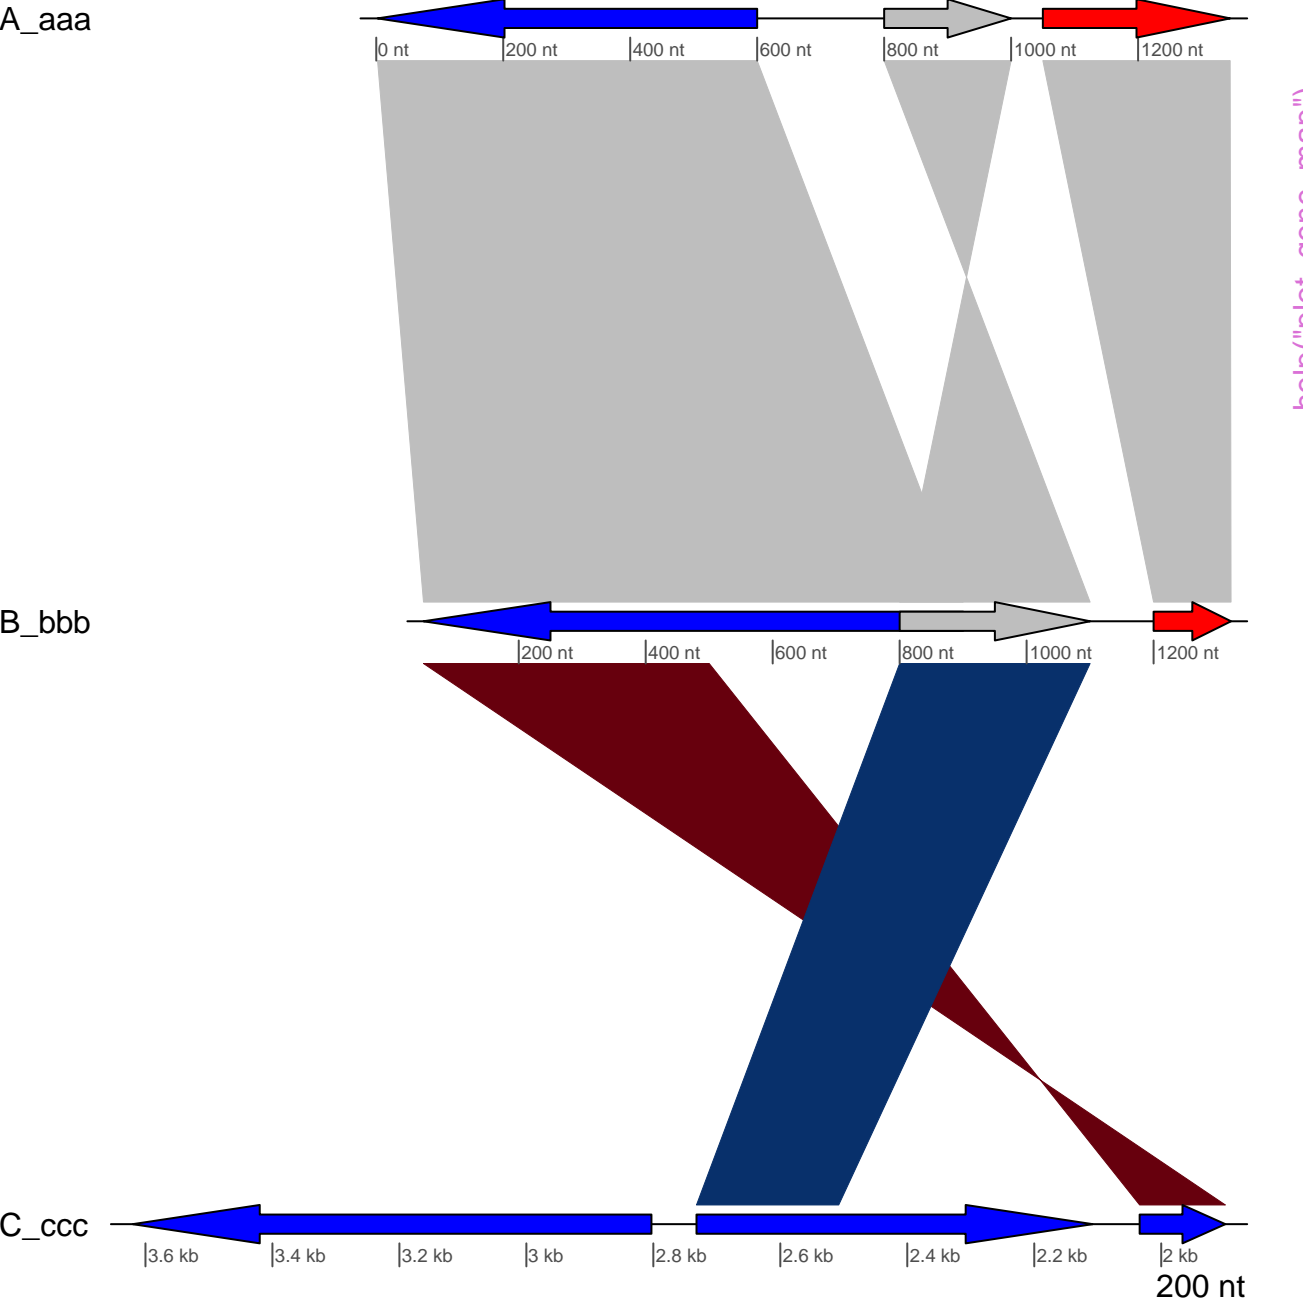 A_aaa
0 nt 200 nt 400 nt 600 nt 800 nt 1000 nt 1200 nt
B_bbb
200 nt 400 nt 600 nt 800 nt 1000 nt 1200 nt
C_ccc
3.6 kb 3.4 kb 3.2 kb 3 kb 2.8 kb 2.6 kb 2.4 kb 2.2 kb 2 kb
200 nt